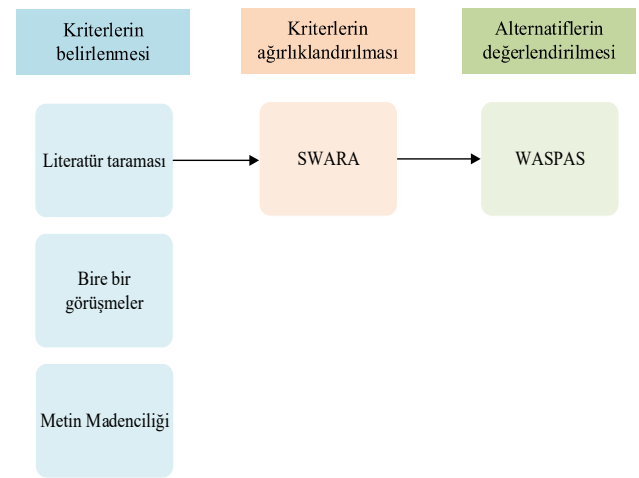 Kriterlerin
belirlenmesi
Kriterlerin
ağırlıklandırılması
Alternatiflerin
değerlendirilmesi
Literatür taraması
SWARA
WASPAS
Bire bir
görüşmeler
Metin Madenciliği